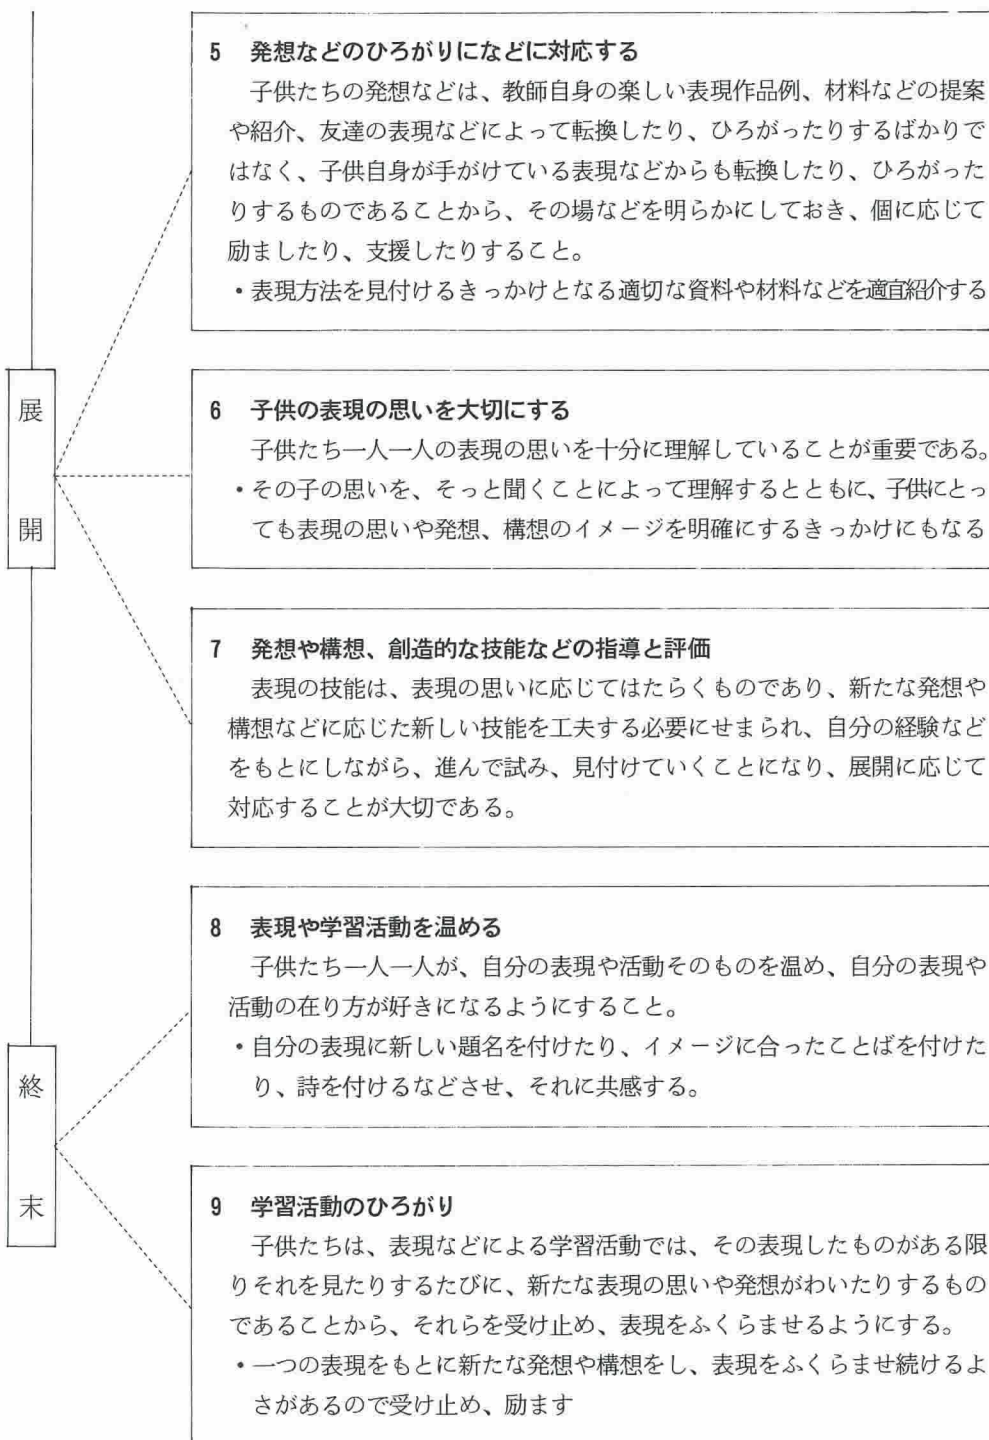 5 発想などのひろがりになどに対応する
子供たちの発想などは、教師自身の楽しい表現作品例、材料などの提案
や紹介、友達の表現などによって転換したり、ひろがったりするばかりで
はなく、子供自身が手がけている表現などからも転換したり、ひろがった
りするものであることから、その場などを明らかにしておき、個に応じて
励ましたり、支援したりすること。
・表現方法を見付けるきっかけとなる適切な資料や材料などを適宜紹介する
展
開
6 子供の表現の思いを大切にする
子供たち一人一人の表現の思いを十分に理解していることが重要である。
・その子の思いを、そっと聞くことによって理解するとともに、子供にとっ
ても表現の思いや発想、構想のイメージを明確にするきっかけにもなる
7 発想や構想、創造的な技能などの指導と評価
表現の技能は、表現の思いに応じてはたらくものであり、新たな発想や
構想などに応じた新しい技能を工夫する必要にせまられ、自分の経験など
をもとにしながら、進んで試み、見付けていくことになり、展開に応じて
対応することが大切である。
8 表現や学習活動を温める
子供たち一人一人が、自分の表現や活動そのものを温め、自分の表現や
活動の在り方が好きになるようにすること。
・自分の表現に新しい題名を付けたり、イメージに合ったことばを付けた
り、詩を付けるなどさせ、それに共感する。
終
末
9 学習活動のひろがり
子供たちは、表現などによる学習活動では、その表現したものがある限
りそれを見たりするたびに、新たな表現の思いや発想がわいたりするもの
であることから、それらを受け止め、表現をふくらませるようにする。
・一つの表現をもとに新たな発想や構想をし、表現をふくらませ続けるよ
さがあるので受け止め、励ます